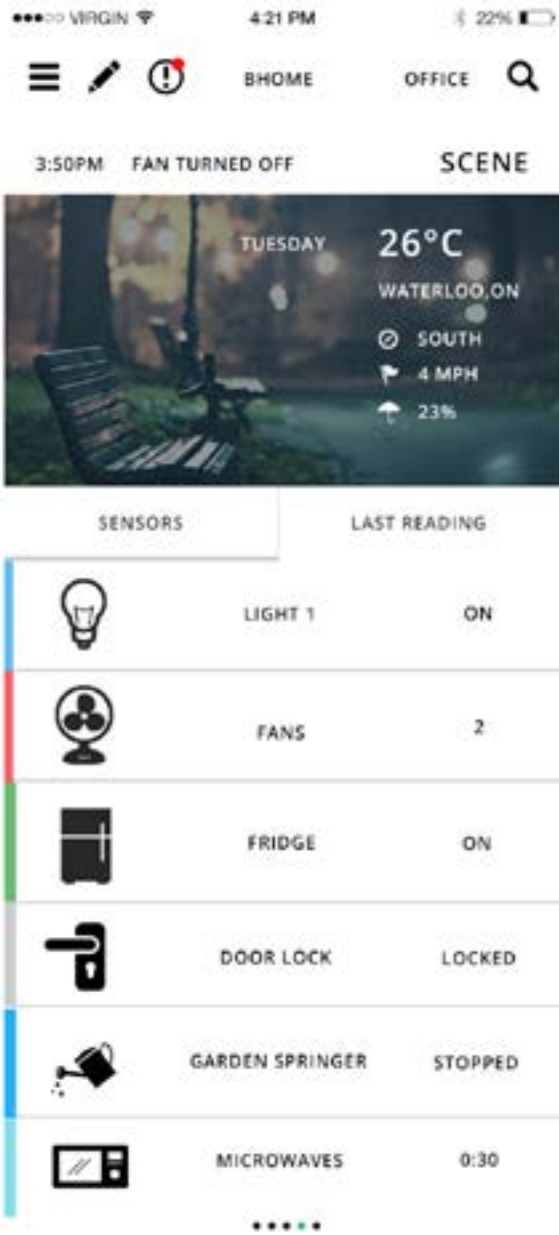 VIRGIN 4:21 PM 22%
BHOME OFFICE
3:50PM FAN TURNED OFF SCENE
TUESDAY 26°C
WATERLOO,ON
SOUTH
4 MPH
23%
SENSORS LAST READING
LIGHT 1 ON
FANS 2
FRIDGE ON
DOOR LOCK LOCKED
GARDEN SPRINGER STOPPED
MICROWAVES 0:30